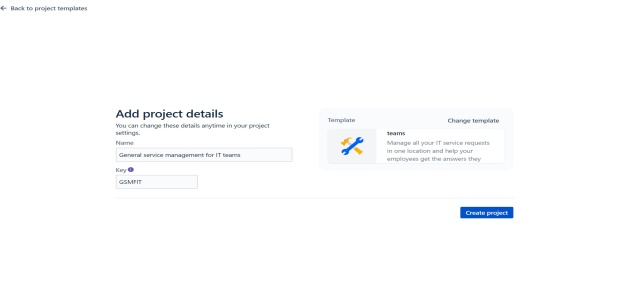 Back to project templates
Add project details
You can change these details anytime in your project
settings.
Name
General service management for IT teams
Key
GSMFIT
Template
Change template
teams
Manage all your IT service requests
in one location and help your
employees get the answers they
Create project